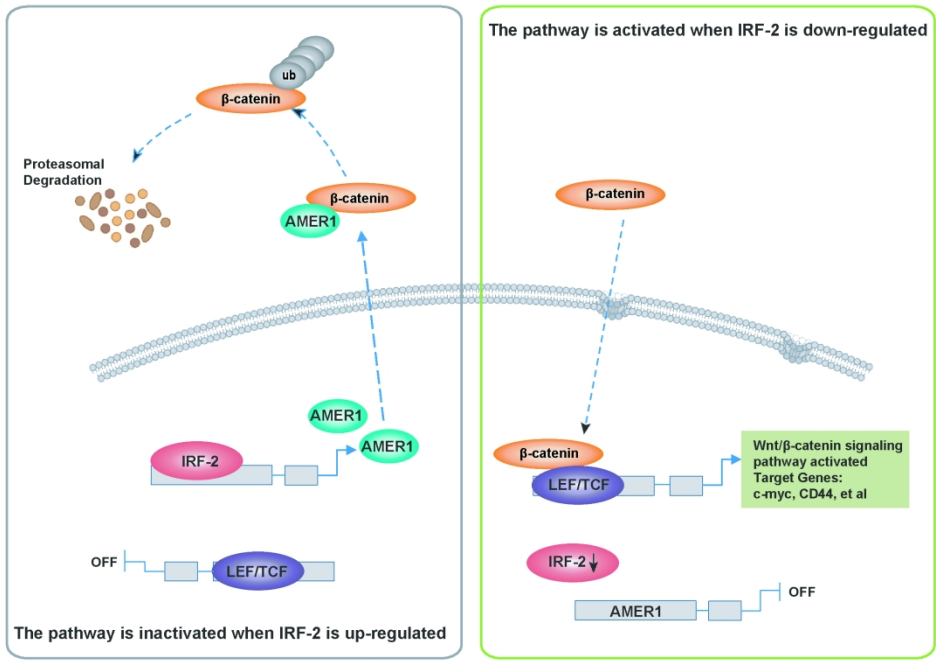 ub
β-catenin
Proteasomal
Degradation
β-catenin
AMER1
AMER1
AMER1
IRF-2
OFF
LEF/TCF
The pathway is inactivated when IRF-2 is up-regulated
The pathway is activated when IRF-2 is down-regulated
β-catenin
β-catenin
LEF/TCF
Wnt/β-catenin signaling
pathway activated
Target Genes:
c-myc, CD44, et al
IRF-2
OFF
AMER1